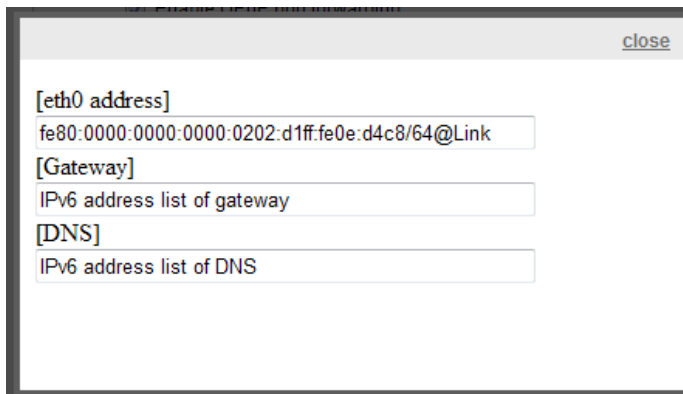 close
[eth0 address]
fe80:0000:0000:0000:0202:d1ff:fe0e:d4c8/64@Link
[Gateway]
IPv6 address list of gateway
[DNS]
IPv6 address list of DNS